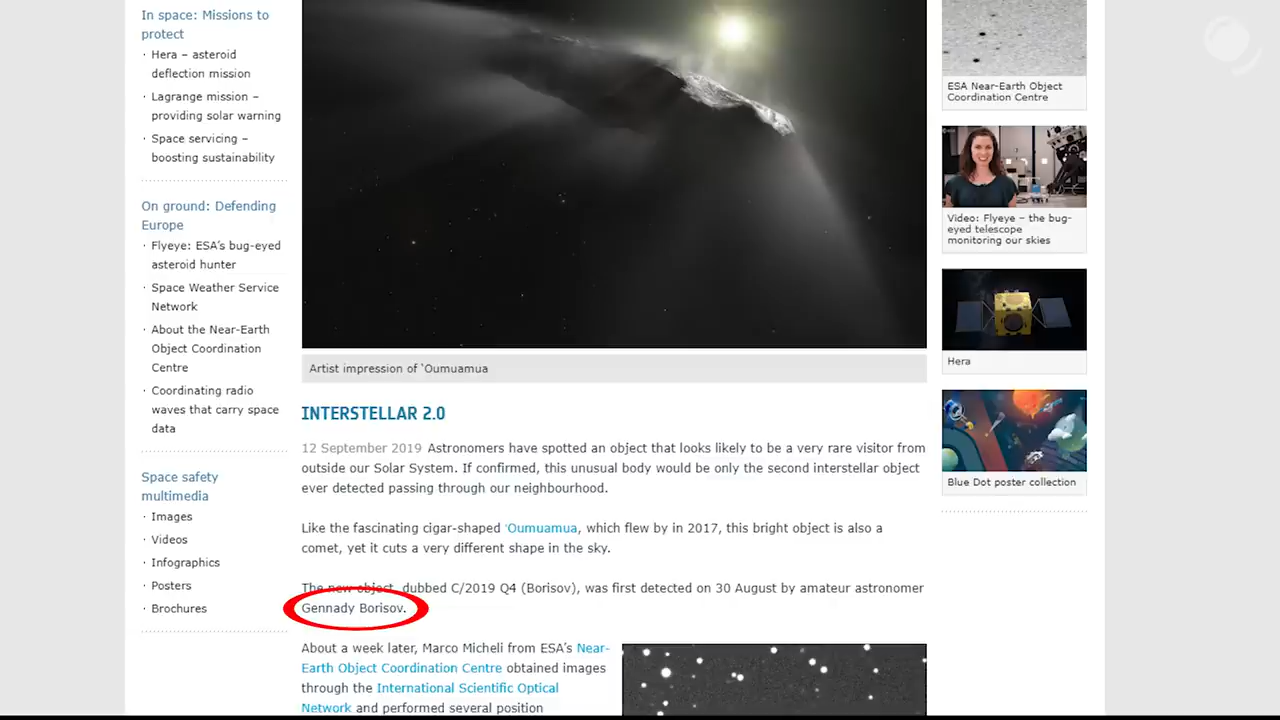 In space: Missions to
protect
· Hera – asteroid
deflection mission
· Lagrange mission –
providing solar warning
· Space servicing –
boosting sustainability
On ground: Defending
Europe
· Flyeye: ESA’s bug-eyed
asteroid hunter
· Space Weather Service
Network
· About the Near-Earth
Object Coordination
Centre
· Coordinating radio
waves that carry space
data
Space safety
multimedia
· Images
· Videos
· Infographics
· Posters
· Brochures
Artist impression of ‘Oumuamua
INTERSTELLAR 2.0
12 September 2019 Astronomers have spotted an object that looks likely to be a very rare visitor from
outside our Solar System. If confirmed, this unusual body would be only the second interstellar object
ever detected passing through our neighbourhood.
Like the fascinating cigar-shaped ‘Oumuamua, which flew by in 2017, this bright object is also a
comet, yet it cuts a very different shape in the sky.
The new object, dubbed C/2019 Q4 (Borisov), was first detected on 30 August by amateur astronomer
Gennady Borisov.
About a week later, Marco Micheli from ESA’s Near-
Earth Object Coordination Centre obtained images
through the International Scientific Optical
Network and performed several position
ESA Near-Earth Object
Coordination Centre
Video: Flyeye – the bug-
eyed telescope
monitoring our skies
Hera
Blue Dot poster collection